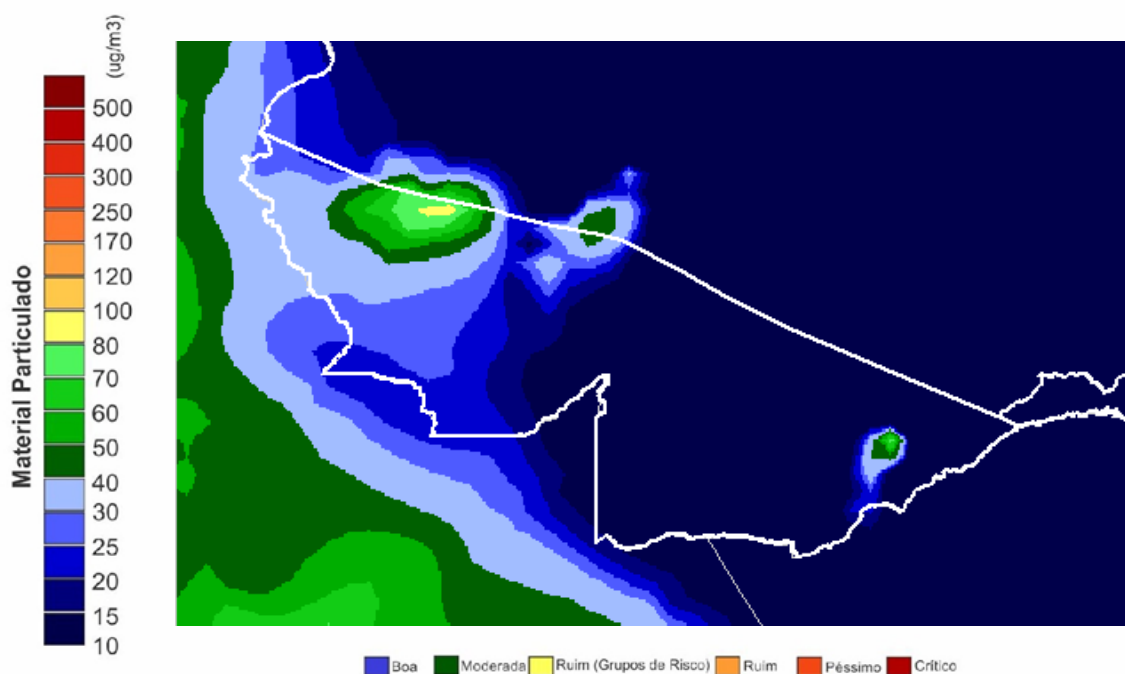 (ug/m3)
Material Particulado
500
400
300
250
170
120
100
80
70
60
50
40
30
25
20
15
10
Boa
Moderada
Ruim (Grupos de Risco)
Ruim
Péssimo
Crítico